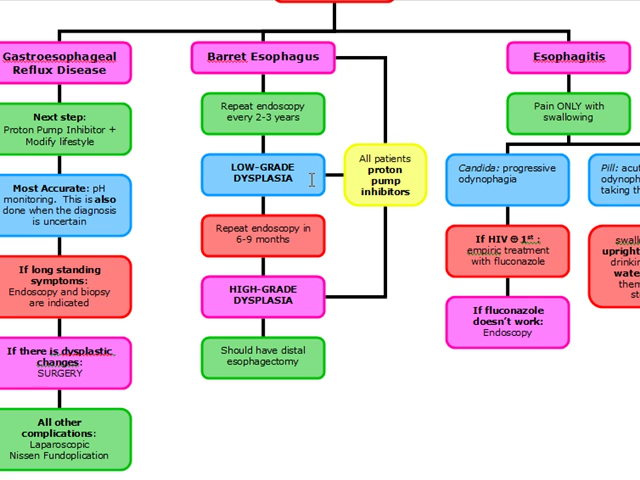 Gastroesophageal
Reflux Disease
Next step:
Proton Pump Inhibitor +
Modify lifestyle
Most Accurate: pH
monitoring. This is also
done when the diagnosis
is uncertain
If long standing
symptoms:
Endoscopy and biopsy
are indicated
If there is dysplastic
changes:
SURGERY
All other
complications:
Laparoscopic
Nissen Fundoplication
Barret Esophagus
Repeat endoscopy
every 2-3 years
LOW-GRADE
DYSPLASIA
Repeat endoscopy in
6-9 months
HIGH-GRADE
DYSPLASIA
Should have distal
esophagectomy
All patients
proton
pump
inhibitors
Esophagitis
Pain ONLY with
swallowing
Candida: progressive
odynophagia
If HIV ⊕ 1st :
empiric treatment
with fluconazole
If fluconazole
doesn't work:
Endoscopy
Pill: acu
odynoph
taking th
swall
upright
drinkin
wate
them
st